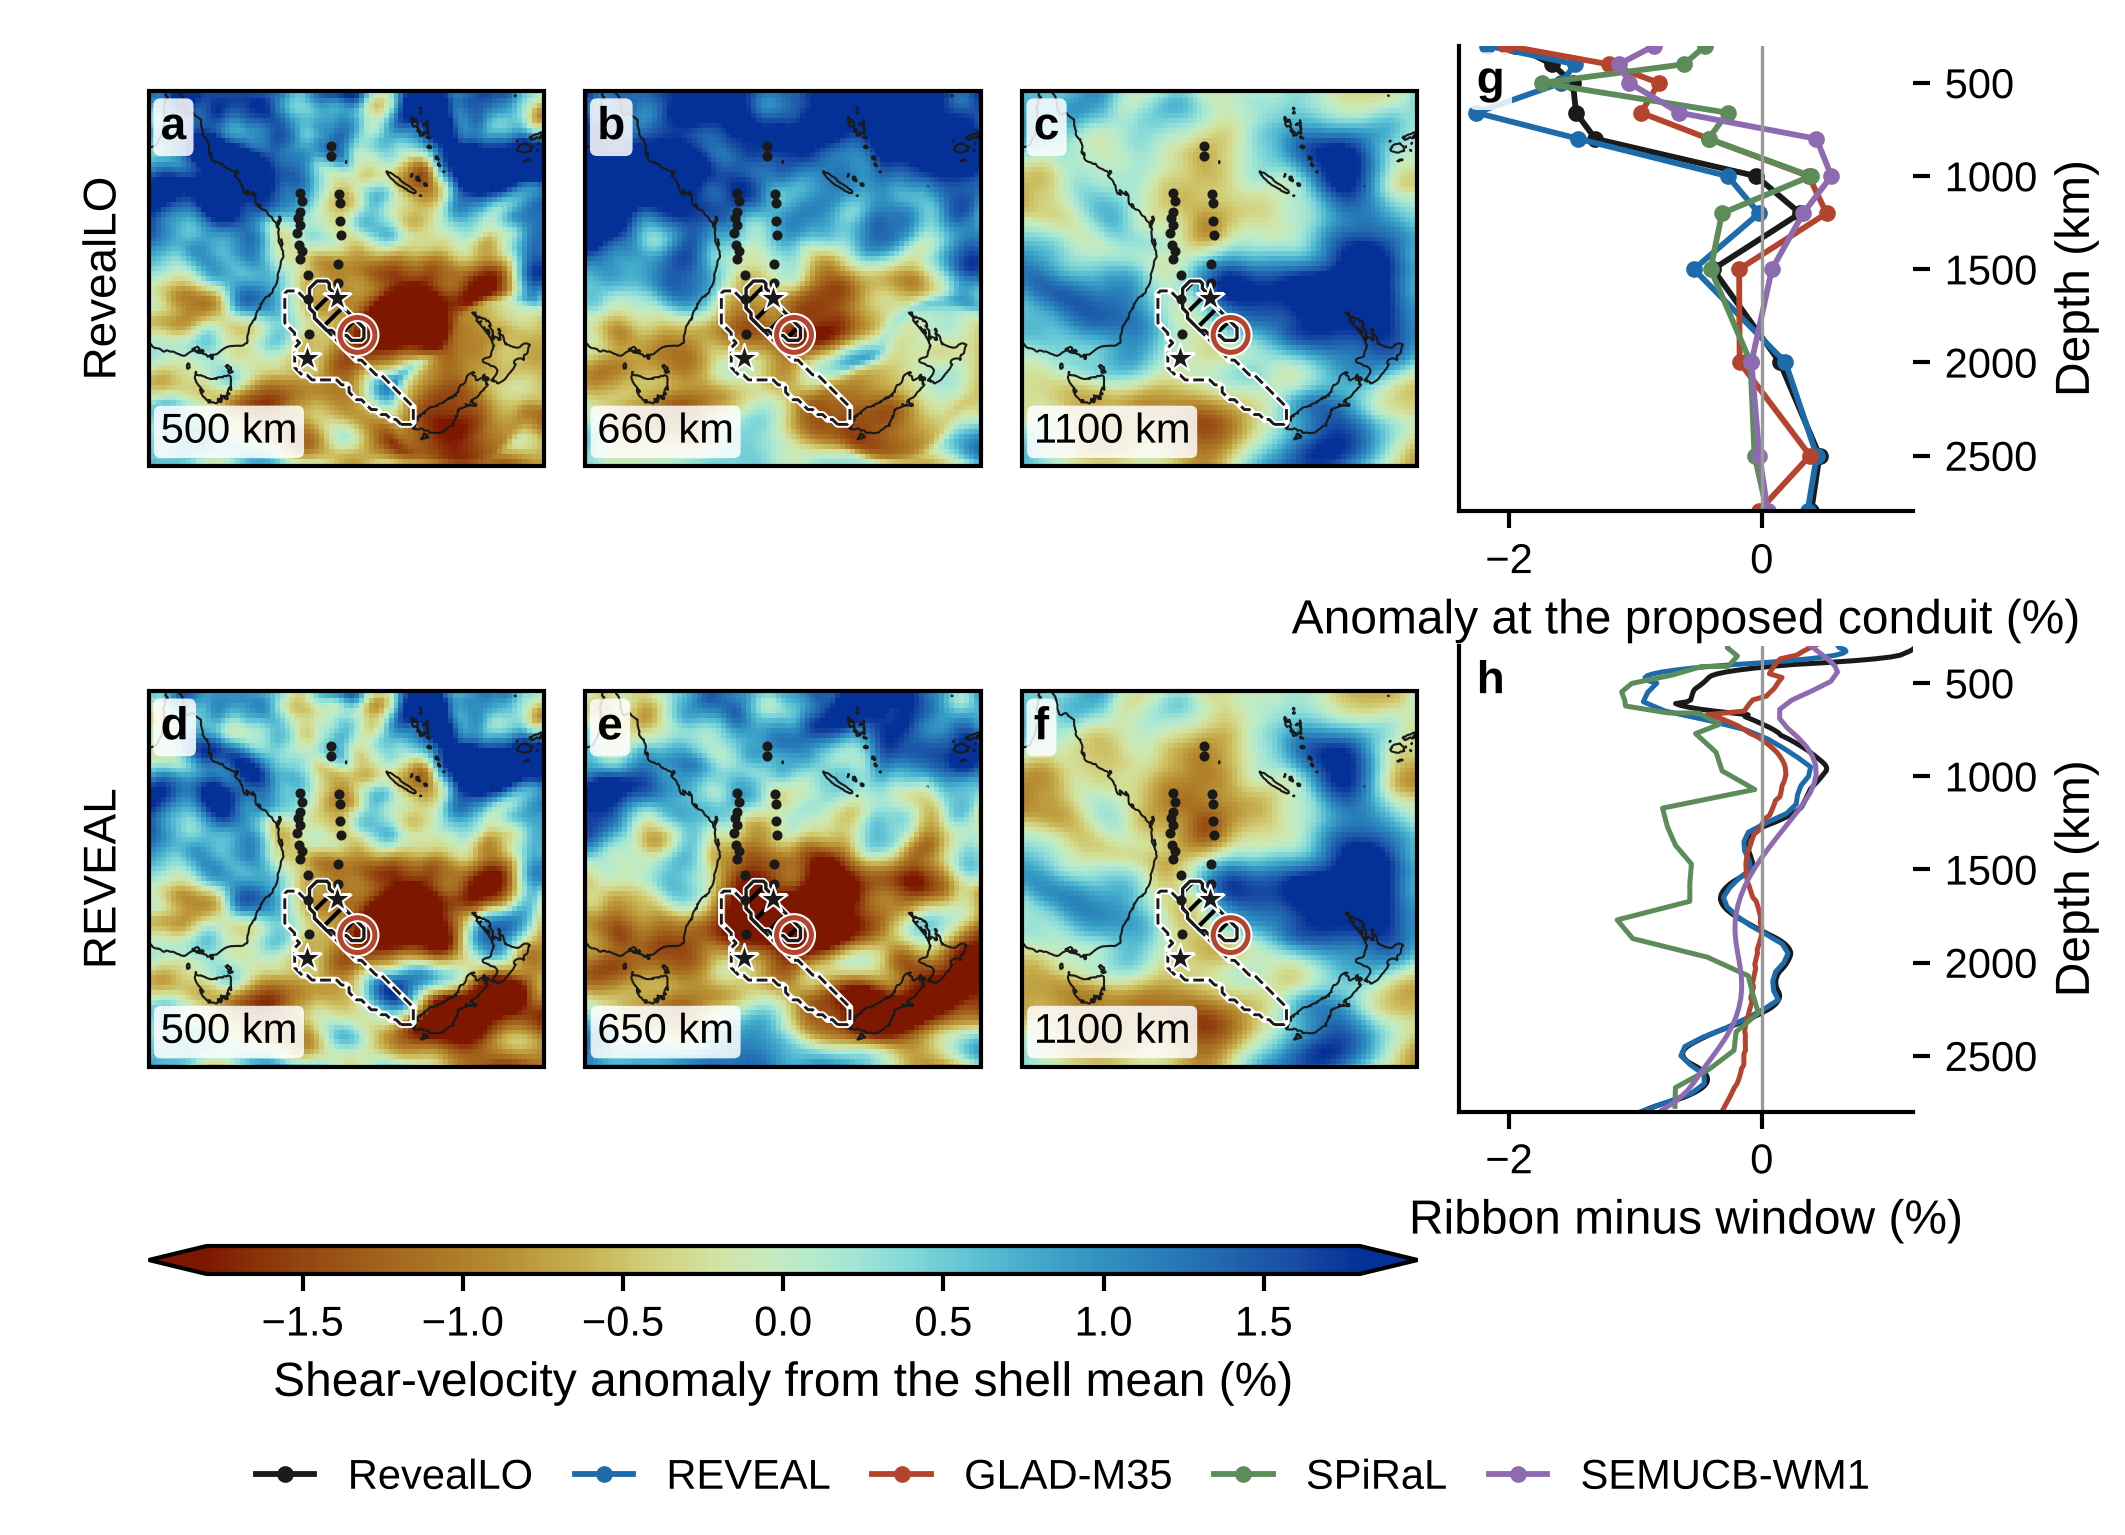 a
b
c
g
RevealLO
500 km
660 km
1100 km
500
1000
1500
2000
2500
Depth (km)
−2
0
Anomaly at the proposed conduit (%)
d
e
f
h
REVEAL
500 km
650 km
1100 km
500
1000
1500
2000
2500
Depth (km)
−2
0
Ribbon minus window (%)
−1.5 −1.0 −0.5 0.0 0.5 1.0 1.5
Shear-velocity anomaly from the shell mean (%)
RevealLO REVEAL GLAD-M35 SPiRaL SEMUCB-WM1